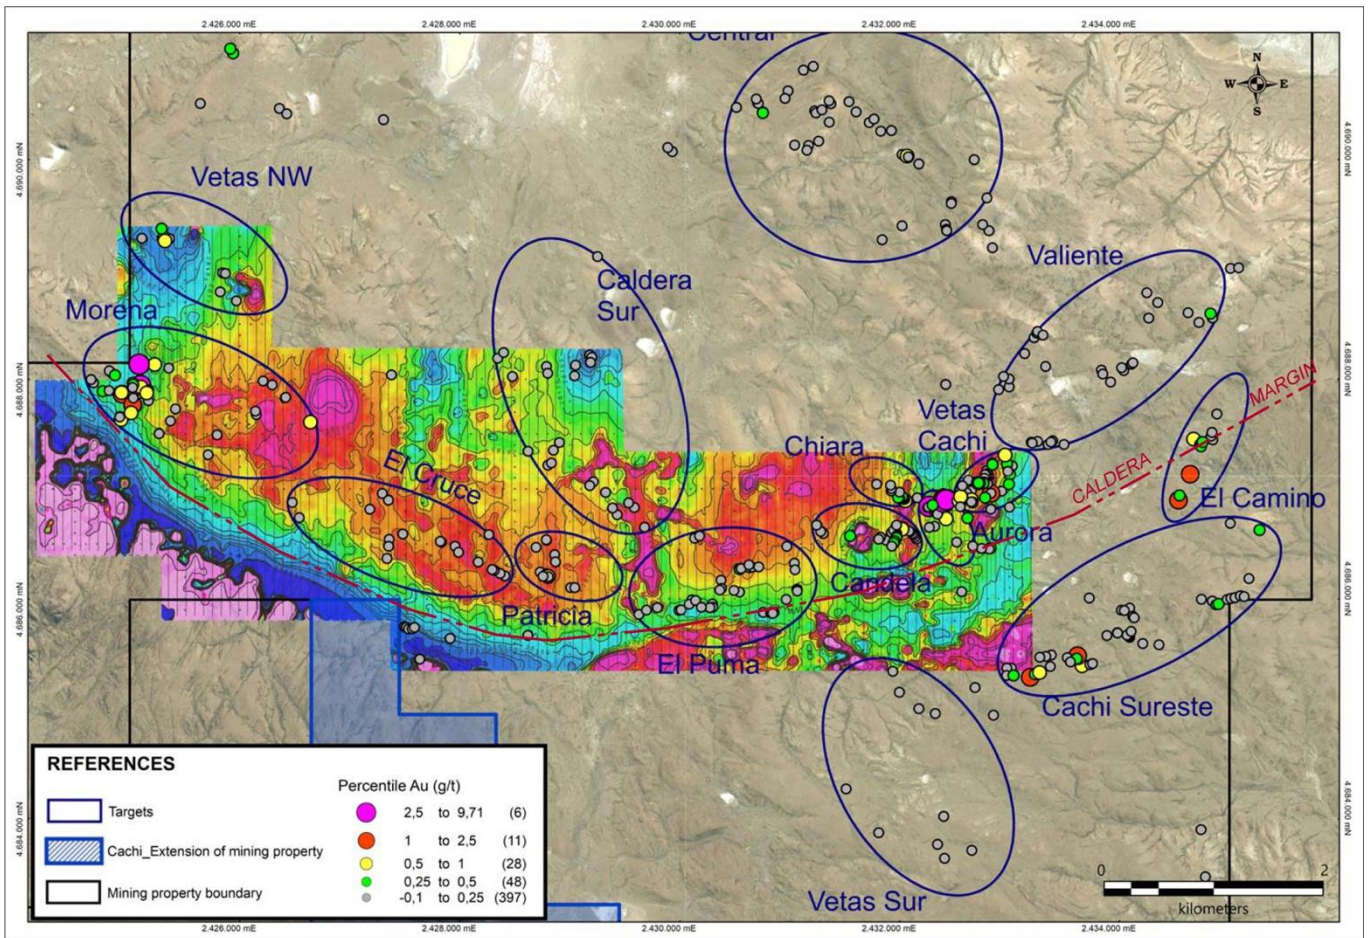 2.426.000 mE
2.428.000 mE
2.430.000 mE
2.432.000 mE
2.434.000 mE
Central
N
W E
S
4.690.000 mN
4.690.000 mN
Vetas NW
Valiente
Caldera
Sur
Morena
4.688.000 mN
4.688.000 mN
MARGIN
Vetas
Cachi
Chiara
CALDERA
El Cruce
El Camino
Aurora
Candela
4.686.000 mN
4.686.000 mN
Patricia
El Puma
Cachi Sureste
REFERENCES
Percentile Au (g/t)
Targets
2,5 to 9,71 (6)
1 to 2,5 (11)
Cachi_Extension of mining property
0,5 to 1 (28)
0,25 to 0,5 (48)
Mining property boundary
-0,1 to 0,25 (397)
4.684.000 mN
4.684.000 mN
Vetas Sur
0 2
kilometers
2.426.000 mE
2.428.000 mE
2.430.000 mE
2.432.000 mE
2.434.000 mE